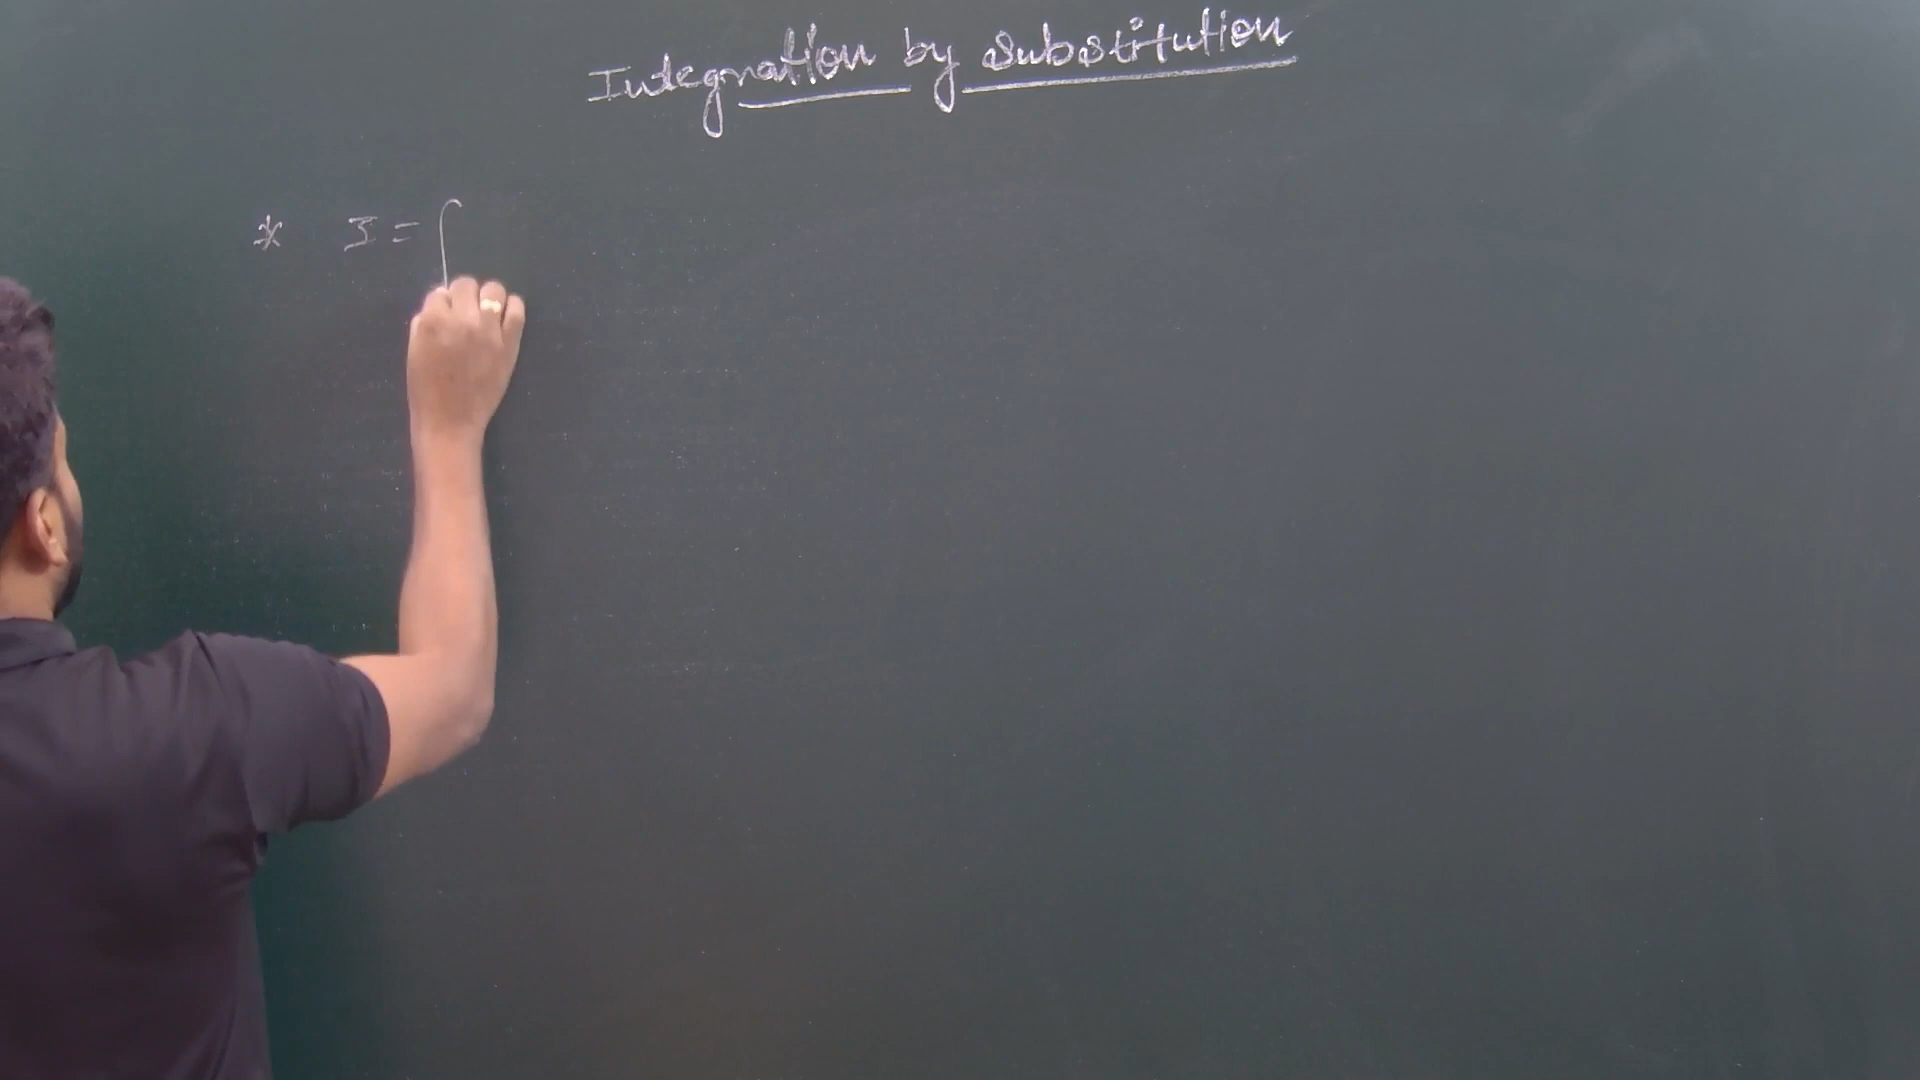 Integration by substitution
* I = ∫